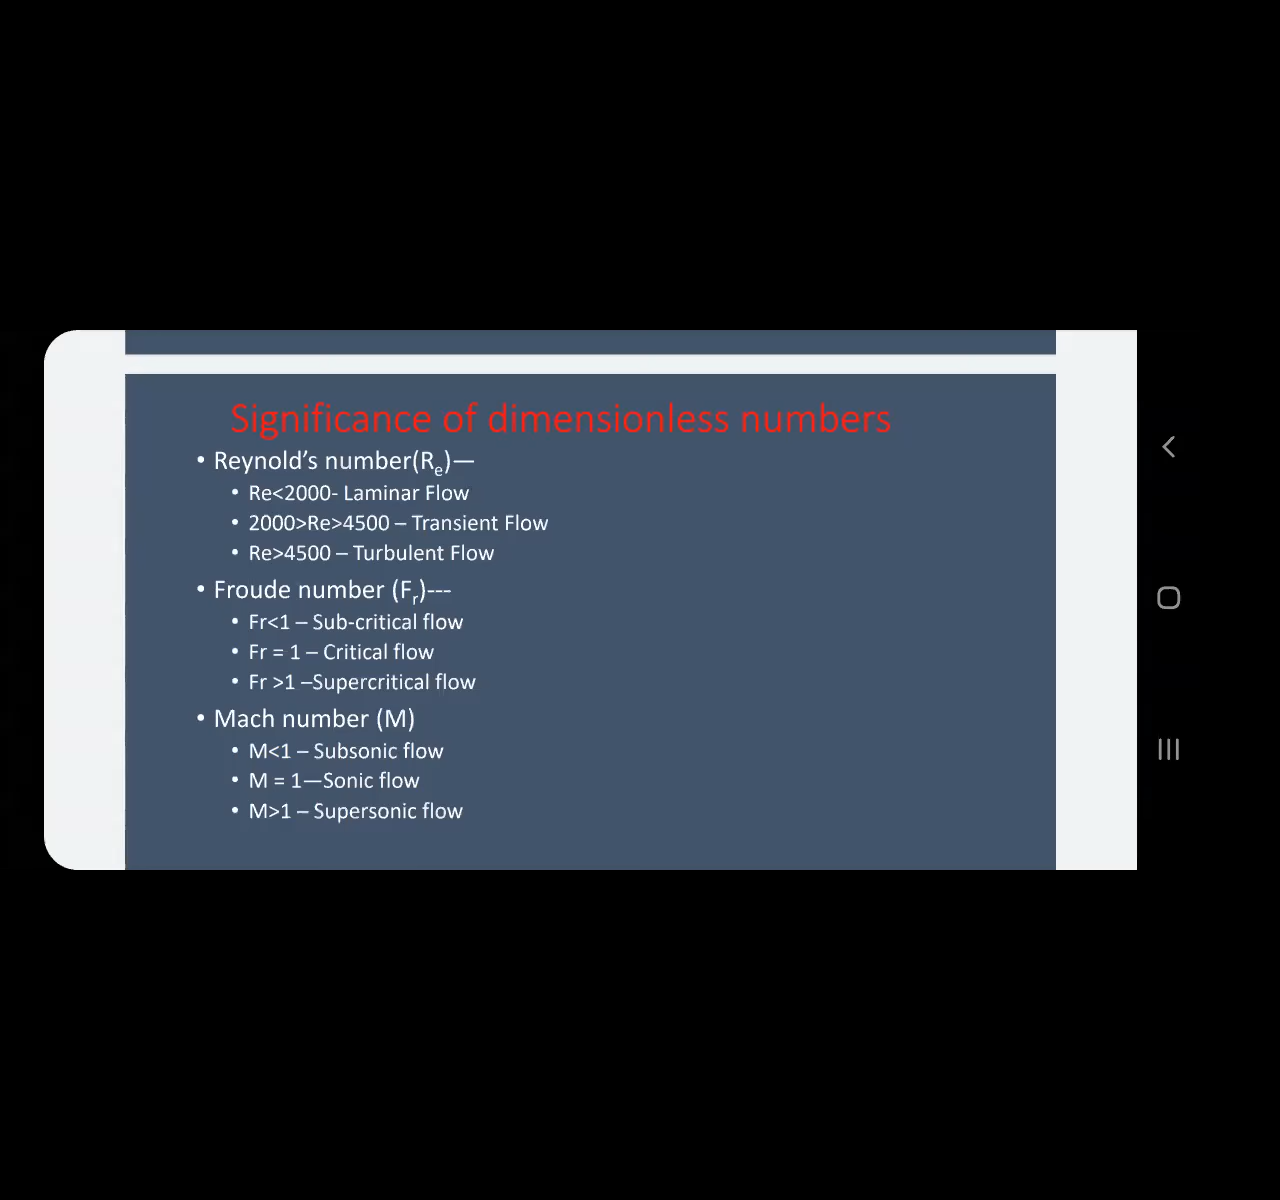 Significance of dimensionless numbers
• Reynold's number(Re)—
• Re<2000- Laminar Flow
• 2000>Re>4500 – Transient Flow
• Re>4500 – Turbulent Flow
• Froude number (Fr)---
• Fr<1 – Sub-critical flow
• Fr = 1 – Critical flow
• Fr >1 –Supercritical flow
• Mach number (M)
• M<1 – Subsonic flow
• M = 1—Sonic flow
• M>1 – Supersonic flow